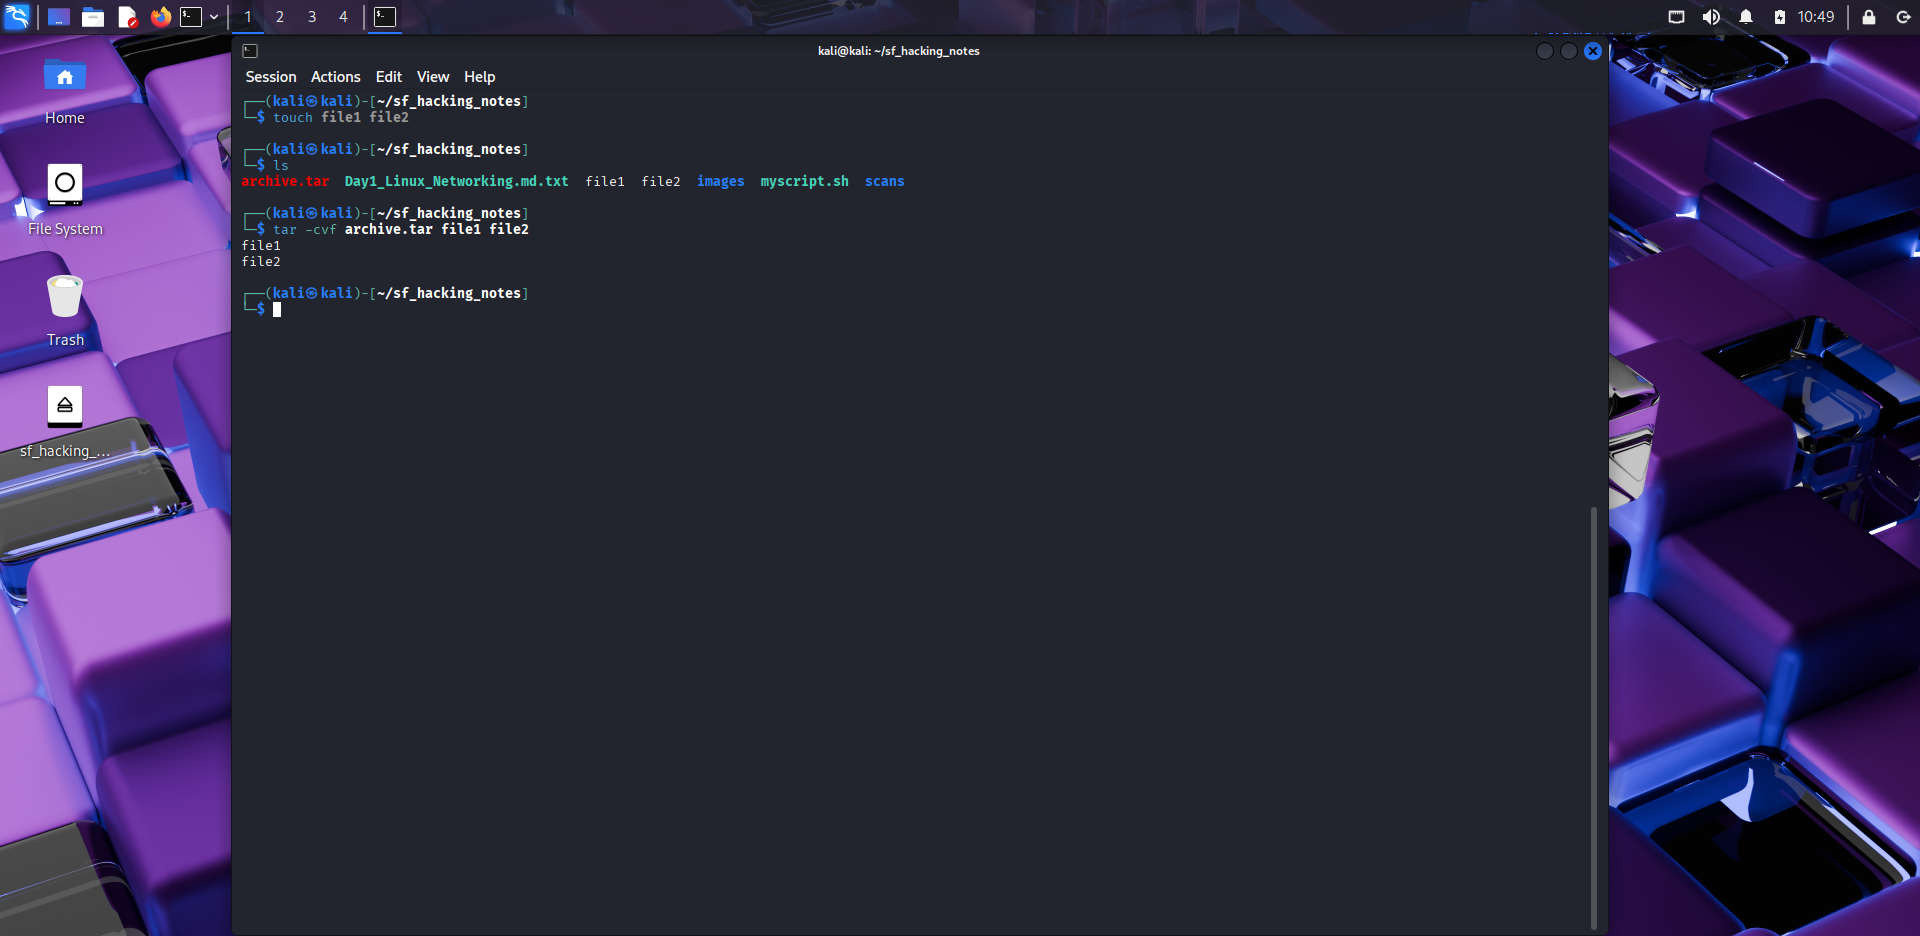 1 2 3 4
10:49
kali@kali: ~/sf_hacking_notes
Session Actions Edit View Help
┌──(kali㉿kali)-[~/sf_hacking_notes]
└─$ touch file1 file2
┌──(kali㉿kali)-[~/sf_hacking_notes]
└─$ ls
archive.tar Day1_Linux_Networking.md.txt file1 file2 images myscript.sh scans
┌──(kali㉿kali)-[~/sf_hacking_notes]
└─$ tar -cvf archive.tar file1 file2
file1
file2
┌──(kali㉿kali)-[~/sf_hacking_notes]
└─$
Home
File System
Trash
sf_hacking_...